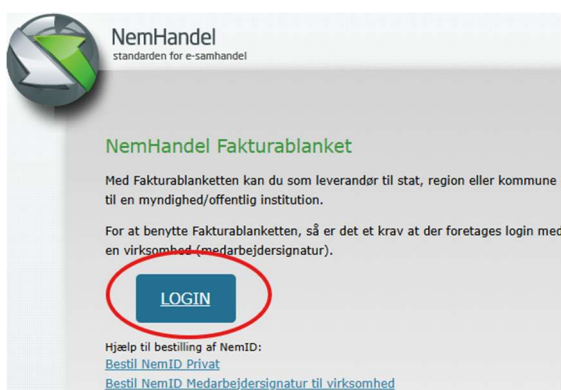 NemHandel
standarden for e-samhandel
NemHandel Fakturablanket
Med Fakturablanketten kan du som leverandør til stat, region eller kommune
til en myndighed/offentlig institution.
For at benytte Fakturablanketten, så er det et krav at der foretages login med
en virksomhed (medarbejdersignatur).
LOGIN
Hjælp til bestilling af NemID:
Bestil NemID Privat
Bestil NemID Medarbejdersignatur til virksomhed